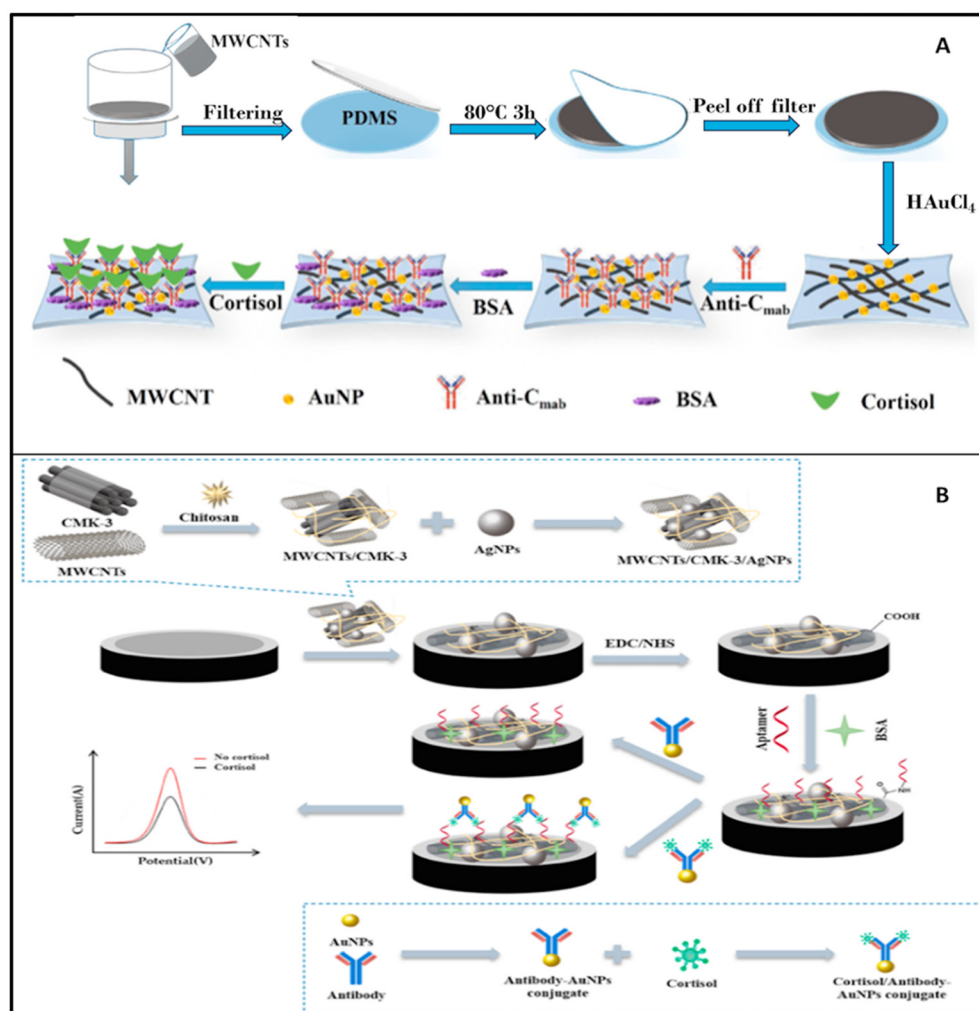 A
MWCNTs
Filtering
PDMS
80°C 3h
Peel off filter
HAuCl₄
Cortisol
BSA
Anti-Cmab
MWCNT
AuNP
Anti-Cmab
BSA
Cortisol
B
CMK-3
MWCNTs
Chitosan
MWCNTs/CMK-3
AgNPs
MWCNTs/CMK-3/AgNPs
EDC/NHS
COOH
Aptamer
BSA
O
NH
No cortisol
Cortisol
Current(A)
Potential(V)
AuNPs
Antibody
Antibody-AuNPs
conjugate
Cortisol
Cortisol/Antibody-
AuNPs conjugate